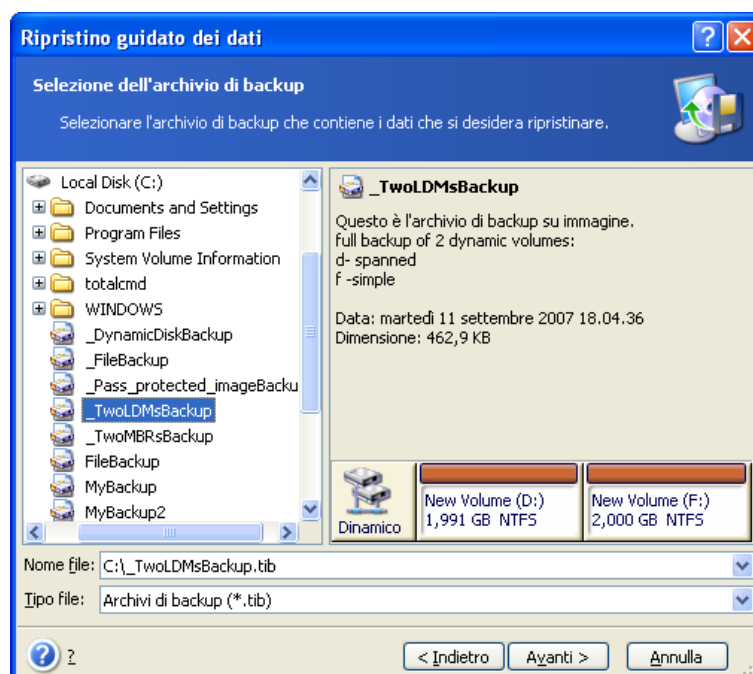 Ripristino guidato dei dati
Selezione dell'archivio di backup
Selezionare l'archivio di backup che contiene i dati che si desidera ripristinare.
Local Disk (C:)
Documents and Settings
Program Files
System Volume Information
totalcmd
WINDOWS
_DynamicDiskBackup
_FileBackup
_Pass_protected_imageBacku
_TwoLDMsBackup
_TwoMBRsBackup
FileBackup
MyBackup
MyBackup2
_TwoLDMsBackup
Questo è l'archivio di backup su immagine.
full backup of 2 dynamic volumes:
d- spanned
f -simple
Data: martedì 11 settembre 2007 18.04.36
Dimensione: 462,9 KB
Dinamico
New Volume (D:)
1,991 GB NTFS
New Volume (F:)
2,000 GB NTFS
Nome file: C:\_TwoLDMsBackup.tib
Tipo file: Archivi di backup (*.tib)
? < Indietro Avanti > Annulla